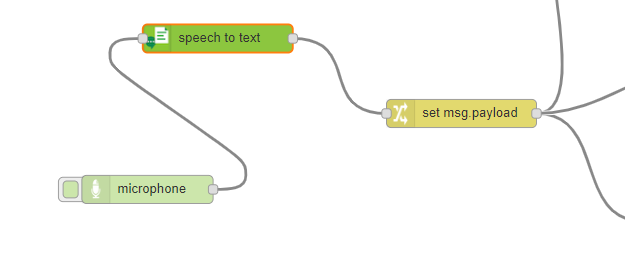 speech to text
set msg.payload
microphone